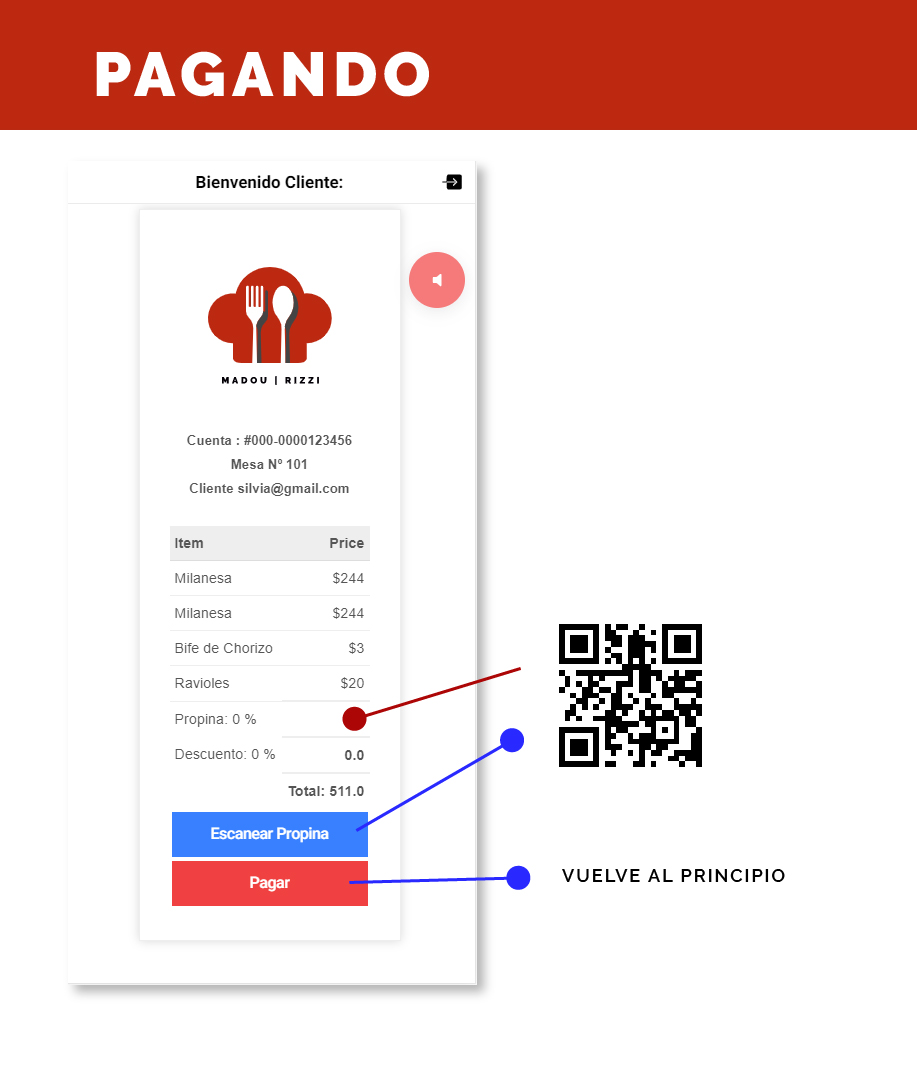 PAGANDO
Bienvenido Cliente:
MADOU | RIZZI
Cuenta : #000-0000123456
Mesa Nº 101
Cliente silvia@gmail.com
Item Price
Milanesa $244
Milanesa $244
Bife de Chorizo $3
Ravioles $20
Propina: 0 %
Descuento: 0 % 0.0
Total: 511.0
Escanear Propina
Pagar
VUELVE AL PRINCIPIO